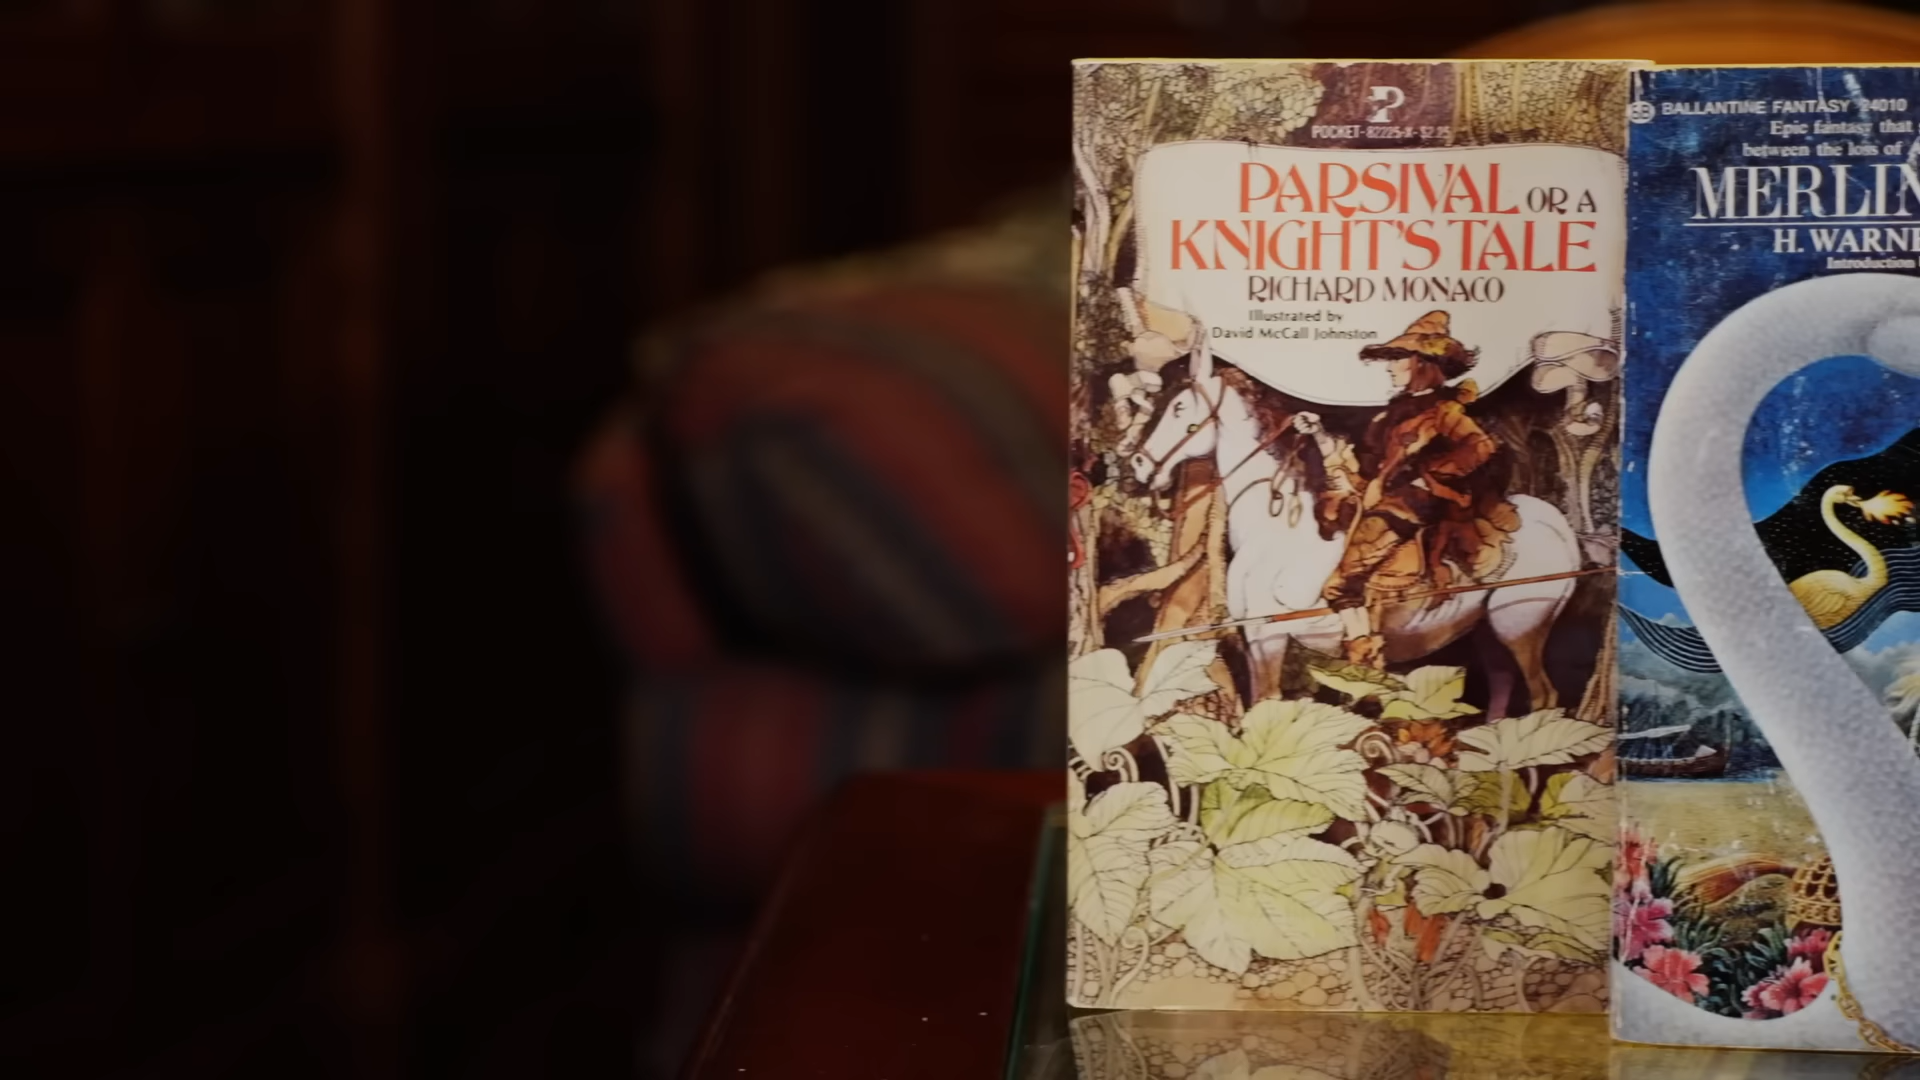 POCKET-82225-X-$2.25
PARSIVAL OR A
KNIGHT'S TALE
RICHARD MONACO
Illustrated by
David McCall Johnston
BALLANTINE FANTASY 24010
Epic fantasy that
between the loss of
MERLIN
H. WARNE
Introduction